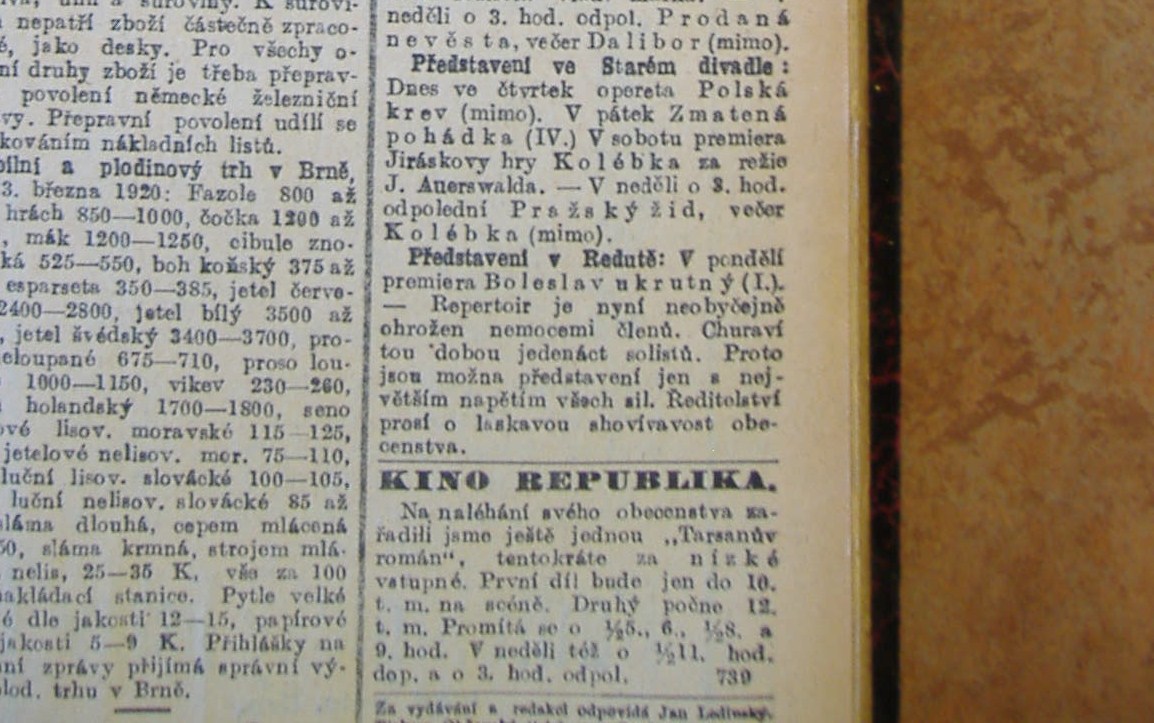 nepatří zboží částečně zpraco-
jako desky. Pro všechy o-
ní druhy zboží je třeba přeprav-
povolení německé železniční
vy. Přepravní povolení udílí se
kováním nákladních listů.
bilní a plodinový trh v Brně,
3. března 1920: Fazole 800 až
hrách 850—1000, čočka 1200 až
, mák 1200—1250, cibule zno-
ká 525—550, boh koňský 375 až
esparseta 350—385, jetel červe-
2400—2800, jetel bílý 3500 až
, jetel švédský 3400—3700, pro-
eloupané 675—710, proso lou-
1000—1150, vikev 230—260,
holandský 1700—1800, seno
ové lisov. moravské 115—125,
jetelové nelisov. mor. 75—110,
luční lisov. slovácké 100—105,
luční nelisov. slovácké 85 až
sláma dlouhá, cepem mlácená
50, sláma krmná, strojem mlá-
nelis, 25—35 K, vše za 100
nakládací stanice. Pytle velké
é dle jakosti 12—15, papírové
jakosti 5—9 K. Přihlášky na
ní zprávy přijímá správní vý-
plod. trhu v Brně.
neděli o 3. hod. odpol. Prodaná
nevěsta, večer Dalibor (mimo).
Představení ve Starém divadle:
Dnes ve čtvrtek opereta Polská
krev (mimo). V pátek Zmatená
pohádka (IV.) V sobotu premiera
Jiráskovy hry Kolébka za režie
J. Auerswalda. — V neděli o 3. hod.
odpolední Pražský žid, večer
Kolébka (mimo).
Představení v Redutě: V pondělí
premiera Boleslav ukrutný (I.).
— Repertoir je nyní neobyčejně
ohrožen nemocemi členů. Churaví
tou dobou jedenáct solistů. Proto
jsou možna představení jen s nej-
větším napětím všech sil. Ředitelství
prosí o laskavou shovívavost obe-
censtva.
KINO REPUBLIKA.
Na naléhání svého obecenstva za-
řadili jsme ještě jednou „Tarsanův
román“, tentokráte za nízké
vstupné. První díl bude jen do 10.
t. m. na scéně. Druhý počne 12.
t. m. Promítá se o ½5., 6., ½8. a
9. hod. V neděli též o ½11. hod.
dop. a o 3. hod. odpol. 739
Za vydávání a redakci odpovídá Jan